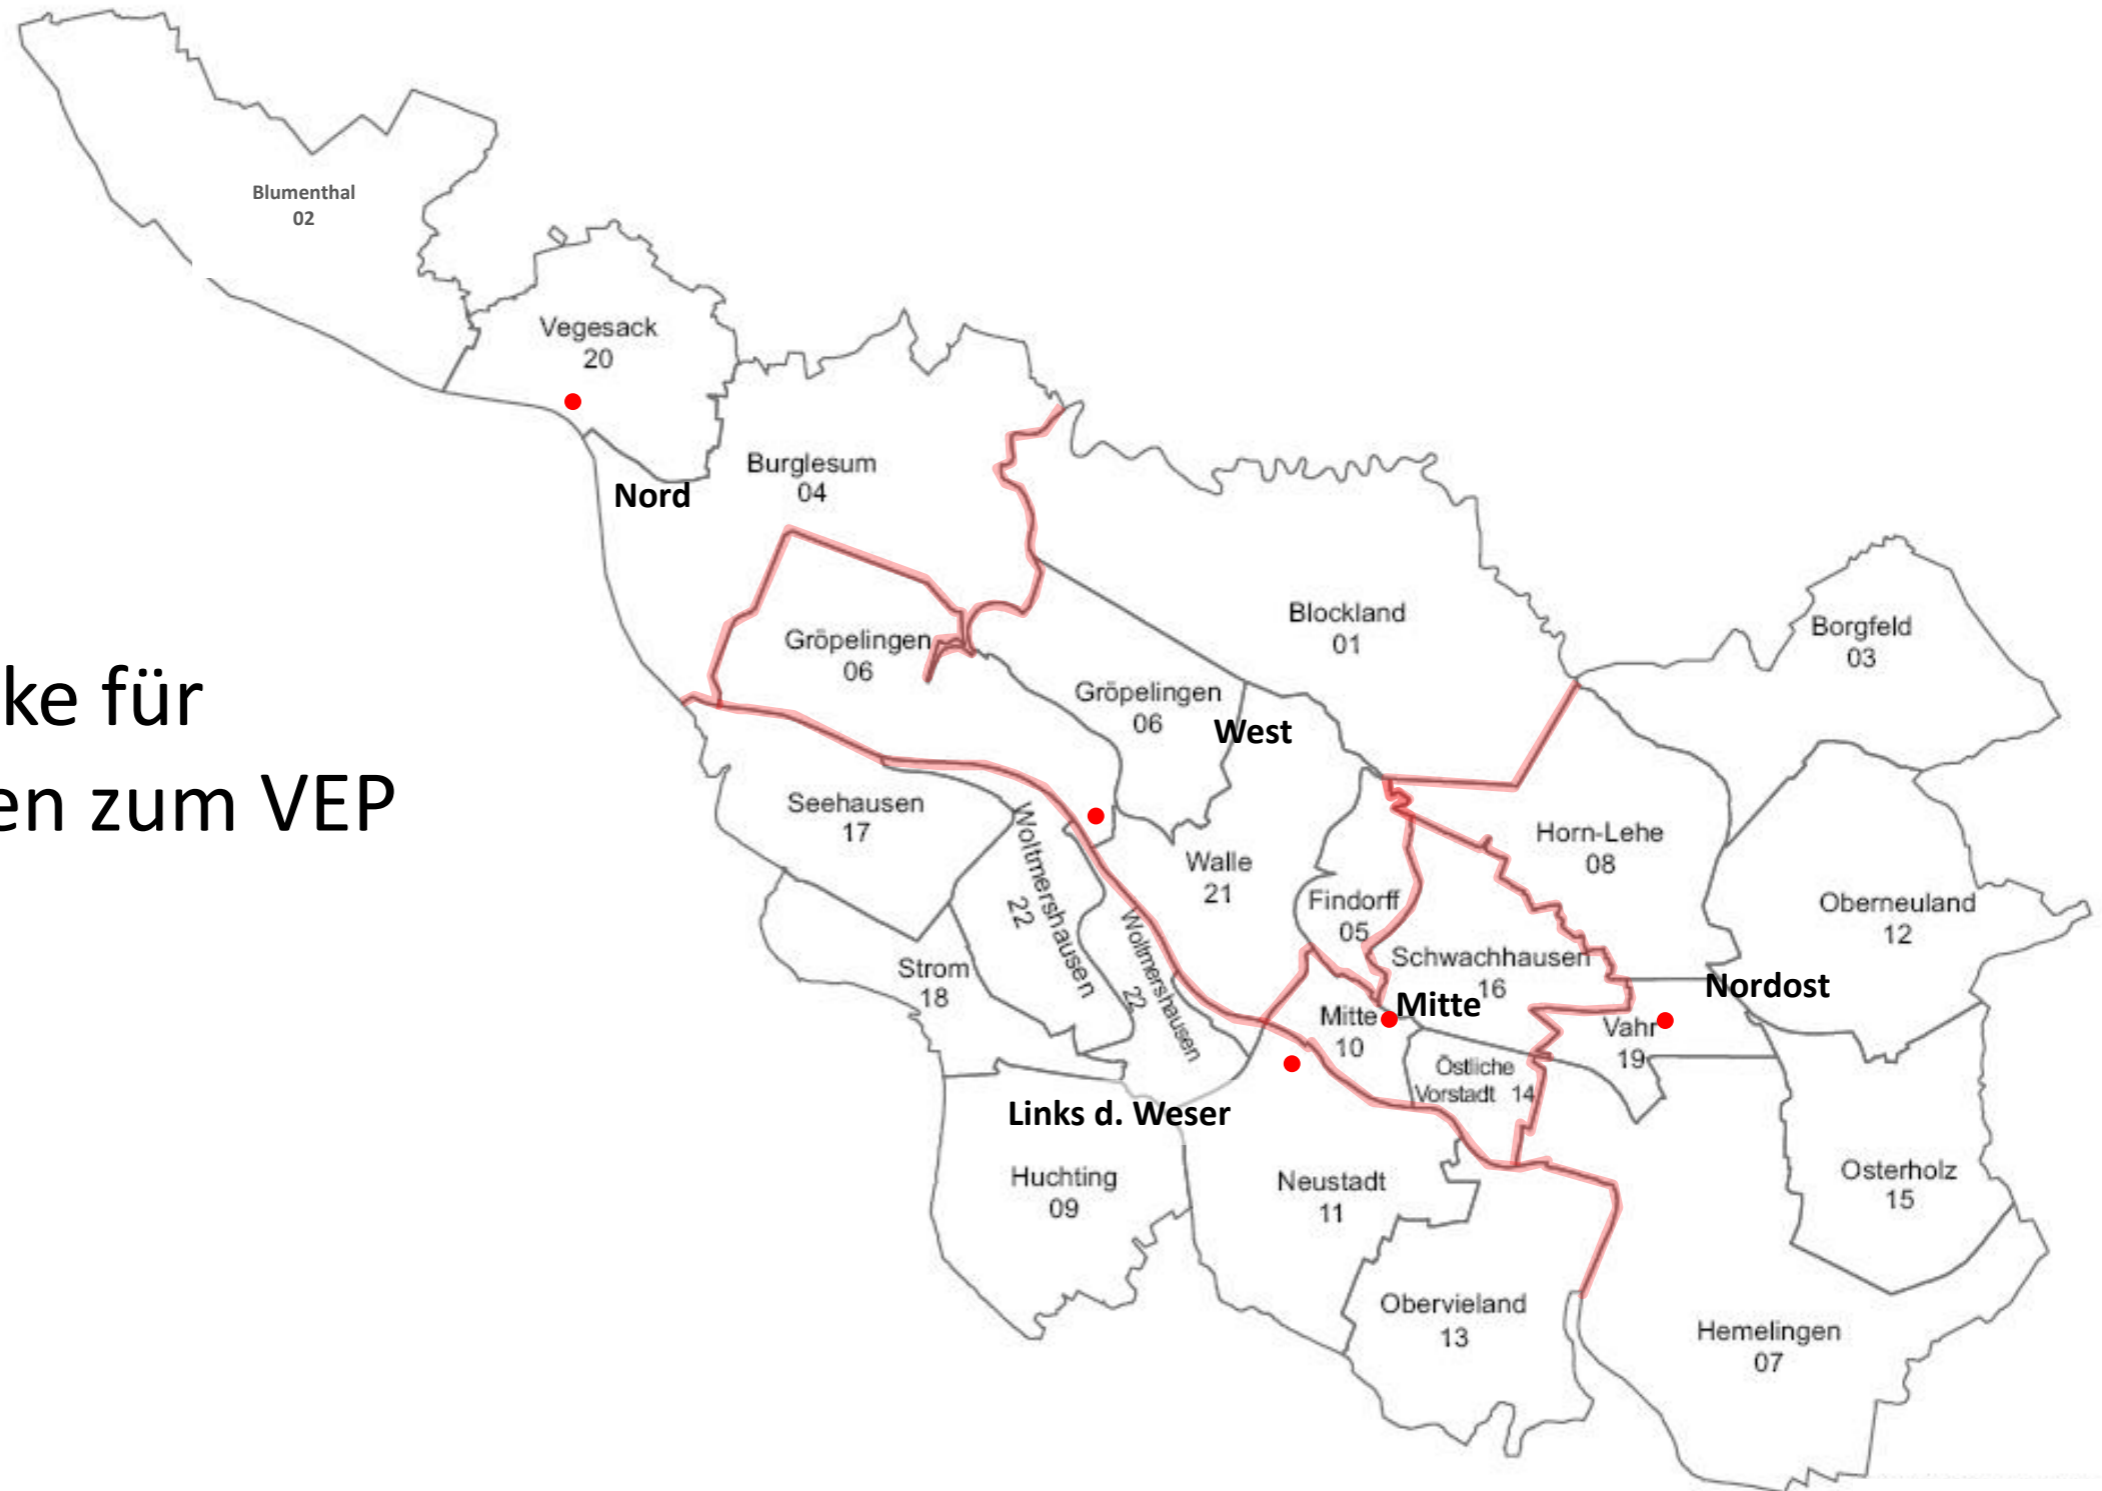 ke für
en zum VEP
Blumenthal
02
Vegesack
20
Burglesum
04
Nord
Gröpelingen
06
Gröpelingen
06
West
Blockland
01
Borgfeld
03
Seehausen
17
Woltmershausen
22
Woltmershausen
22
Walle
21
Findorff
05
Horn-Lehe
08
Oberneuland
12
Strom
18
Schwachhausen
16
Nordost
Mitte
10
Mitte
Vahr
19
Östliche
Vorstadt 14
Links d. Weser
Huchting
09
Neustadt
11
Osterholz
15
Obervieland
13
Hemelingen
07